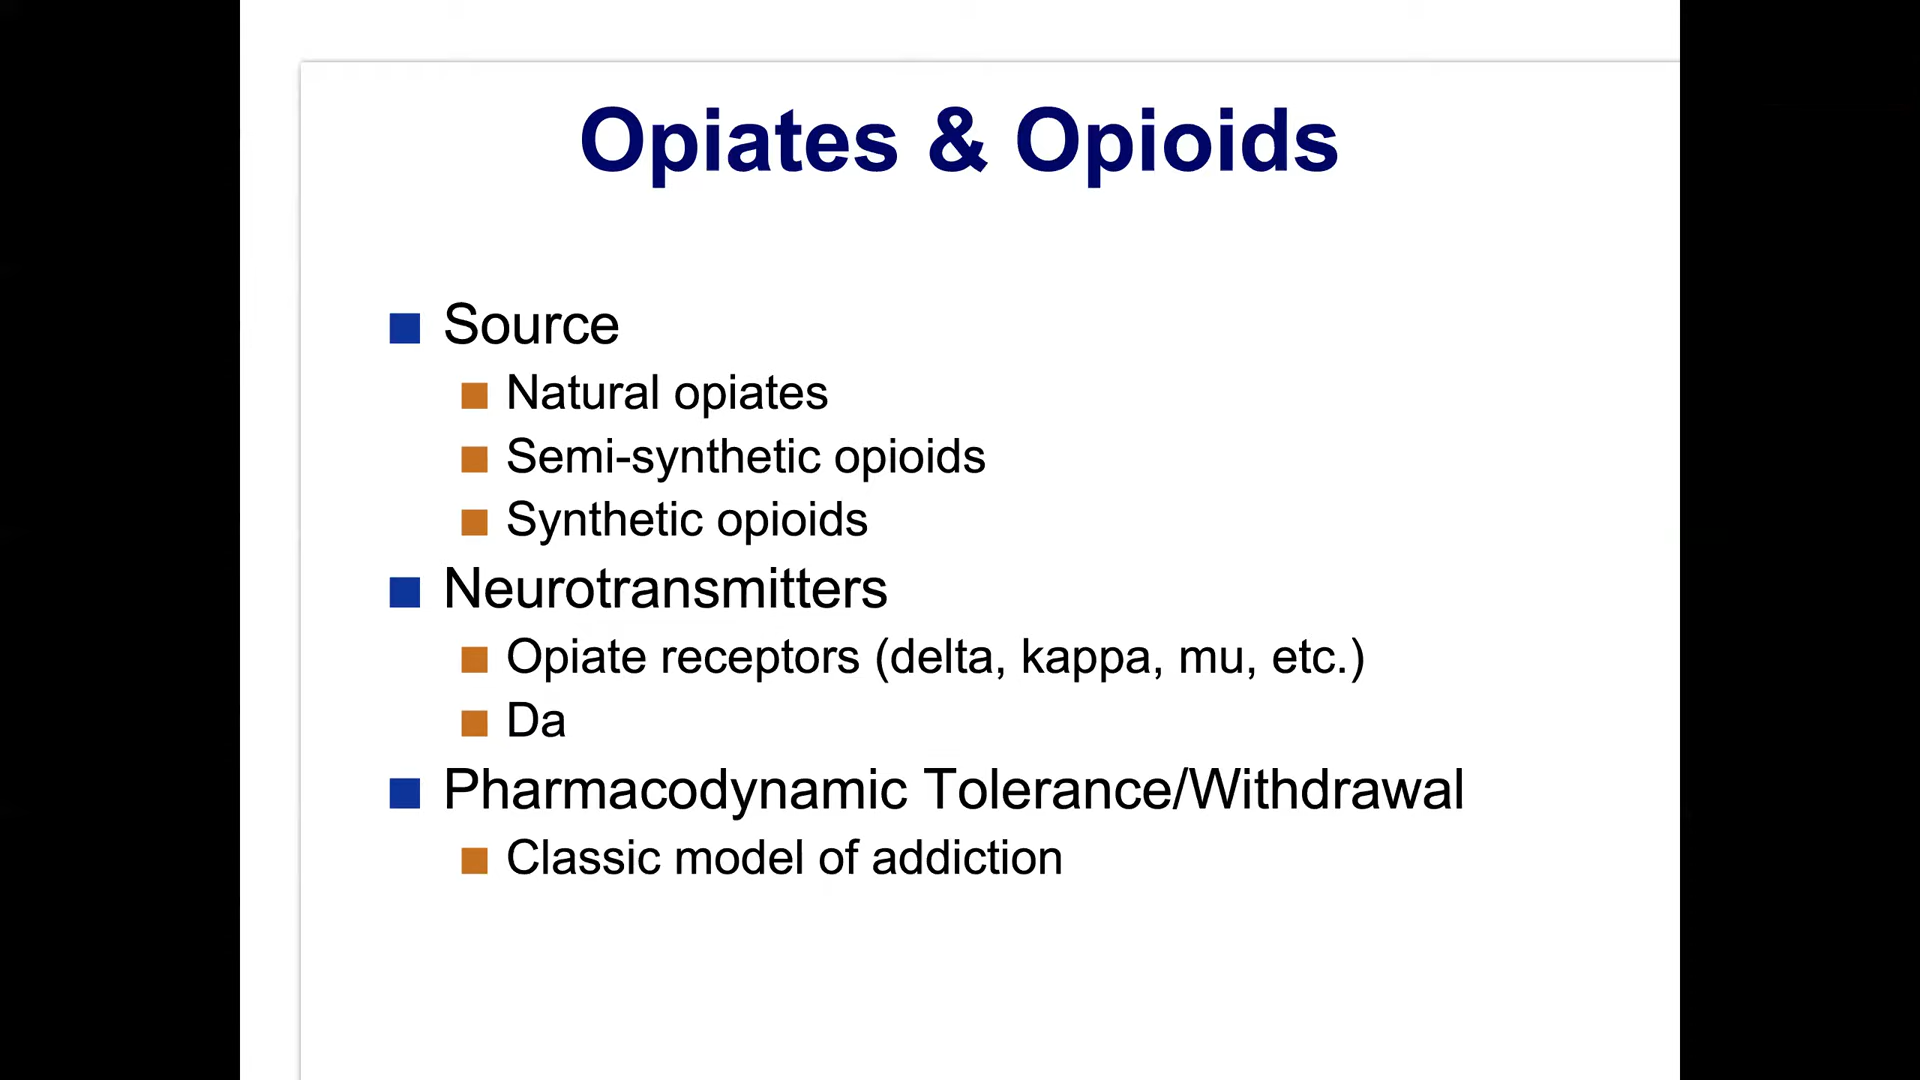 Opiates & Opioids
Source
Natural opiates
Semi-synthetic opioids
Synthetic opioids
Neurotransmitters
Opiate receptors (delta, kappa, mu, etc.)
Da
Pharmacodynamic Tolerance/Withdrawal
Classic model of addiction